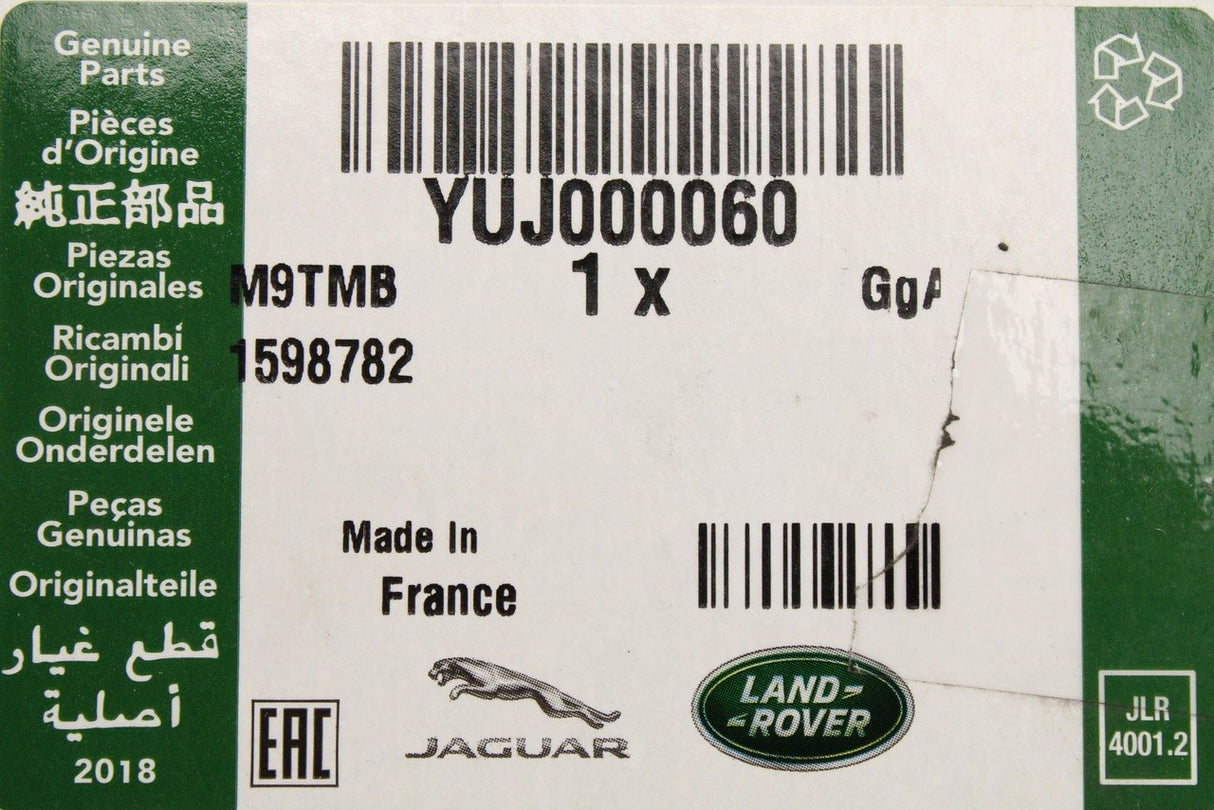 Genuine
Parts
Pièces
d'Origine
純正部品
Piezas
Originales
Ricambi
Originali
Originele
Onderdelen
Peças
Genuinas
Originalteile
قطع غيار
أصلية
2018
YUJ000060
M9TMB
1 x
GgA
1598782
Made In
France
EAC
JAGUAR
LAND-
-ROVER
JLR
4001.2